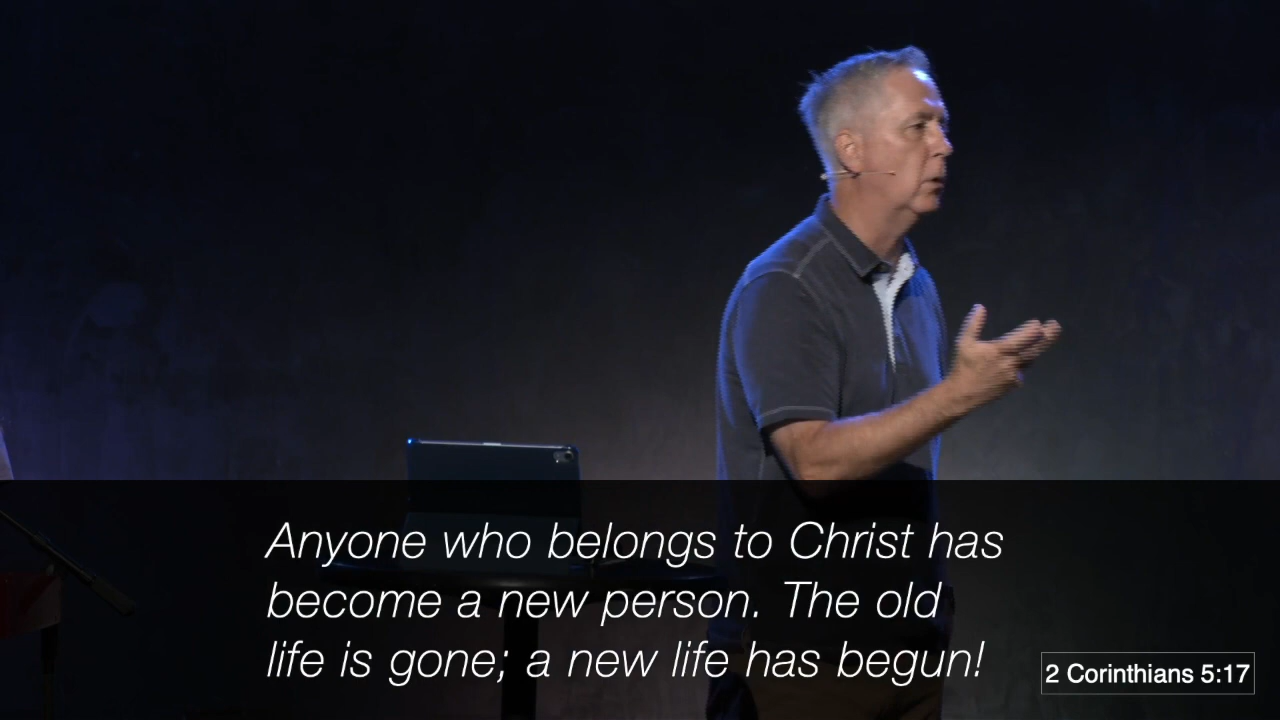 Anyone who belongs to Christ has
become a new person. The old
life is gone; a new life has begun!
2 Corinthians 5:17